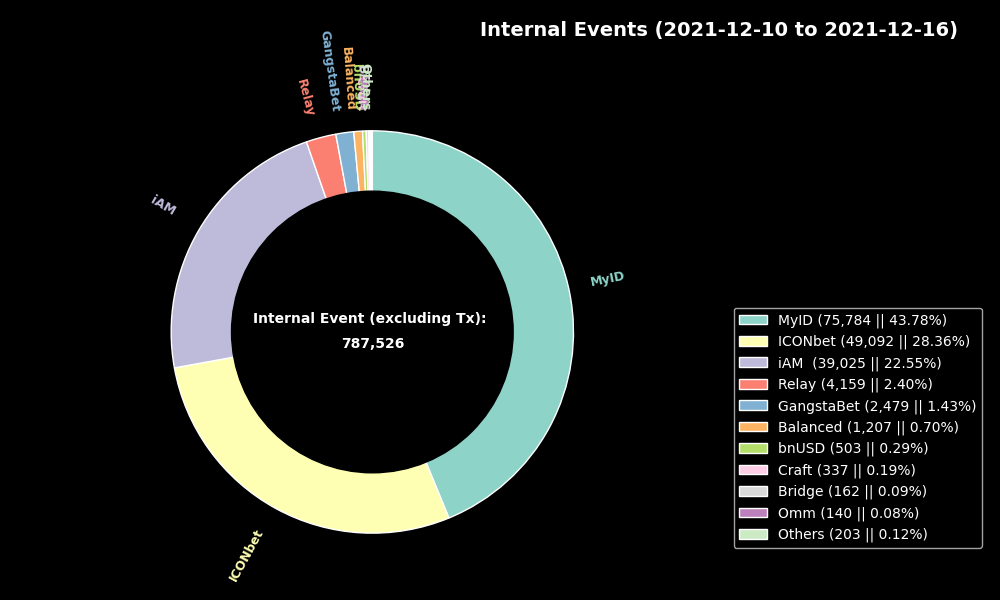 Internal Events (2021-12-10 to 2021-12-16)
Relay
GangstaBet
Balanced
bnUSD
Others
iAM
MyID
ICONbet
Internal Event (excluding Tx):
787,526
MyID (75,784 || 43.78%)
ICONbet (49,092 || 28.36%)
iAM  (39,025 || 22.55%)
Relay (4,159 || 2.40%)
GangstaBet (2,479 || 1.43%)
Balanced (1,207 || 0.70%)
bnUSD (503 || 0.29%)
Craft (337 || 0.19%)
Bridge (162 || 0.09%)
Omm (140 || 0.08%)
Others (203 || 0.12%)